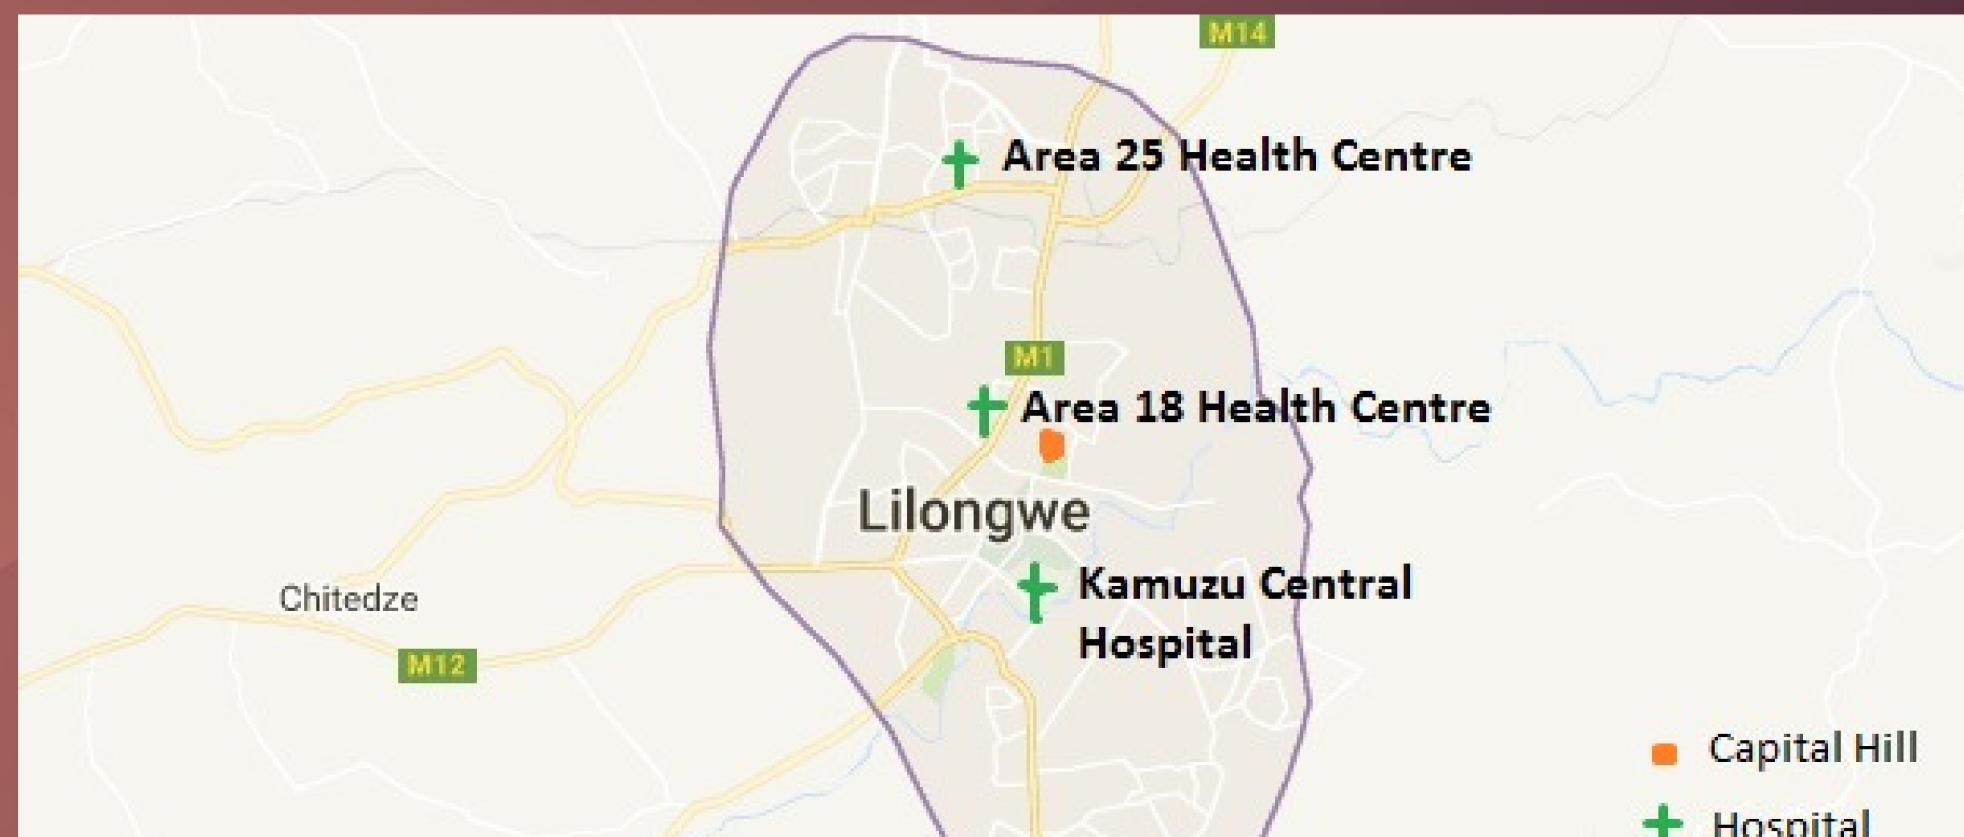 M14
Area 25 Health Centre
M1
Area 18 Health Centre
Lilongwe
Kamuzu Central
Hospital
Chitedze
M12
Capital Hill
Hospital